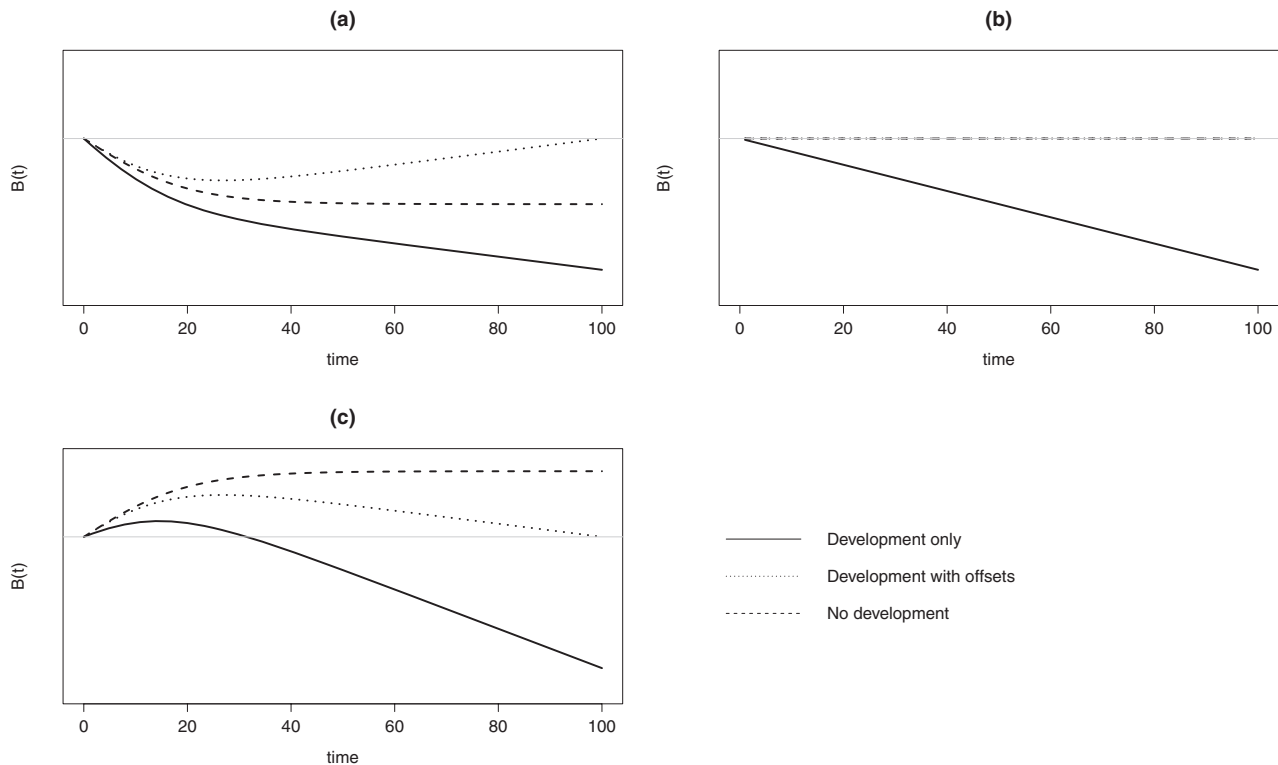 (a)
B(t)
0 20 40 60 80 100
time
(b)
B(t)
0 20 40 60 80 100
time
(c)
B(t)
0 20 40 60 80 100
time
Development only
Development with offsets
No development